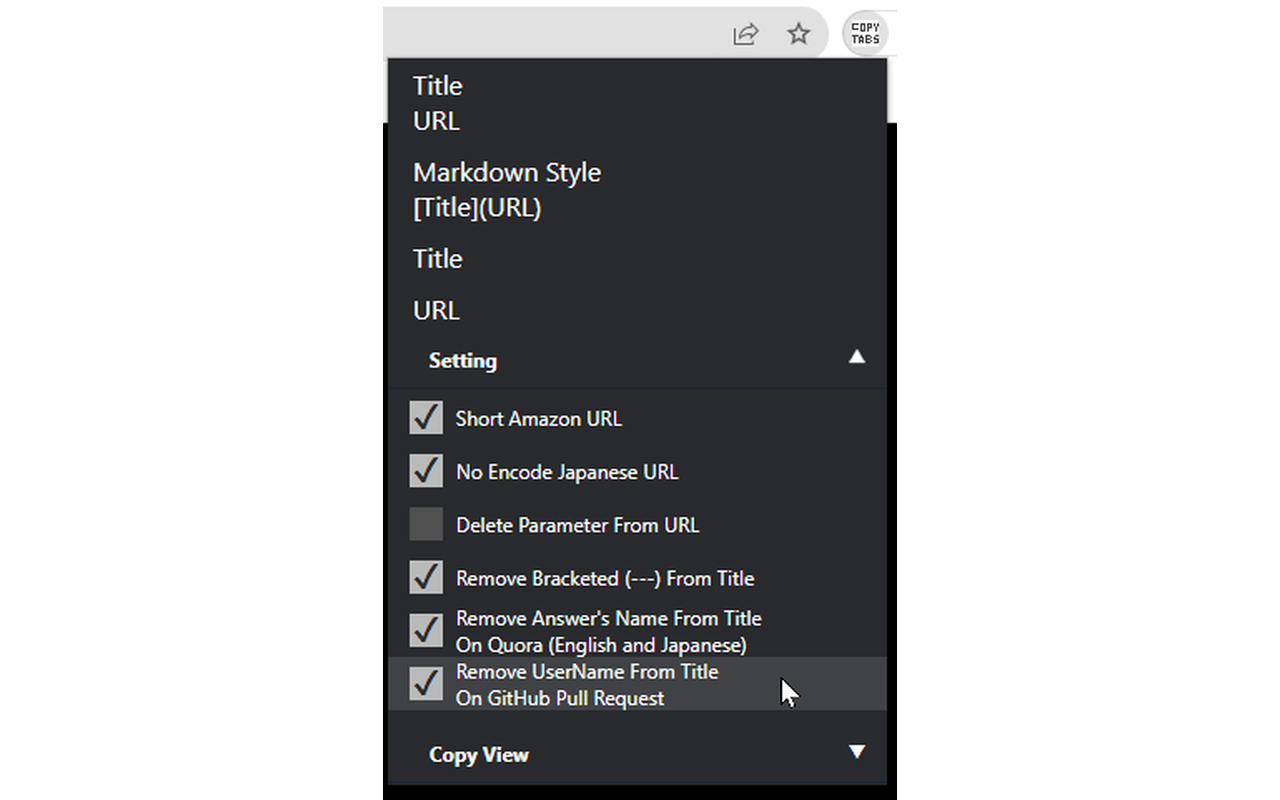 COPY
TABS
Title
URL
Markdown Style
[Title](URL)
Title
URL
Setting
Short Amazon URL
No Encode Japanese URL
Delete Parameter From URL
Remove Bracketed (---) From Title
Remove Answer's Name From Title
On Quora (English and Japanese)
Remove UserName From Title
On GitHub Pull Request
Copy View